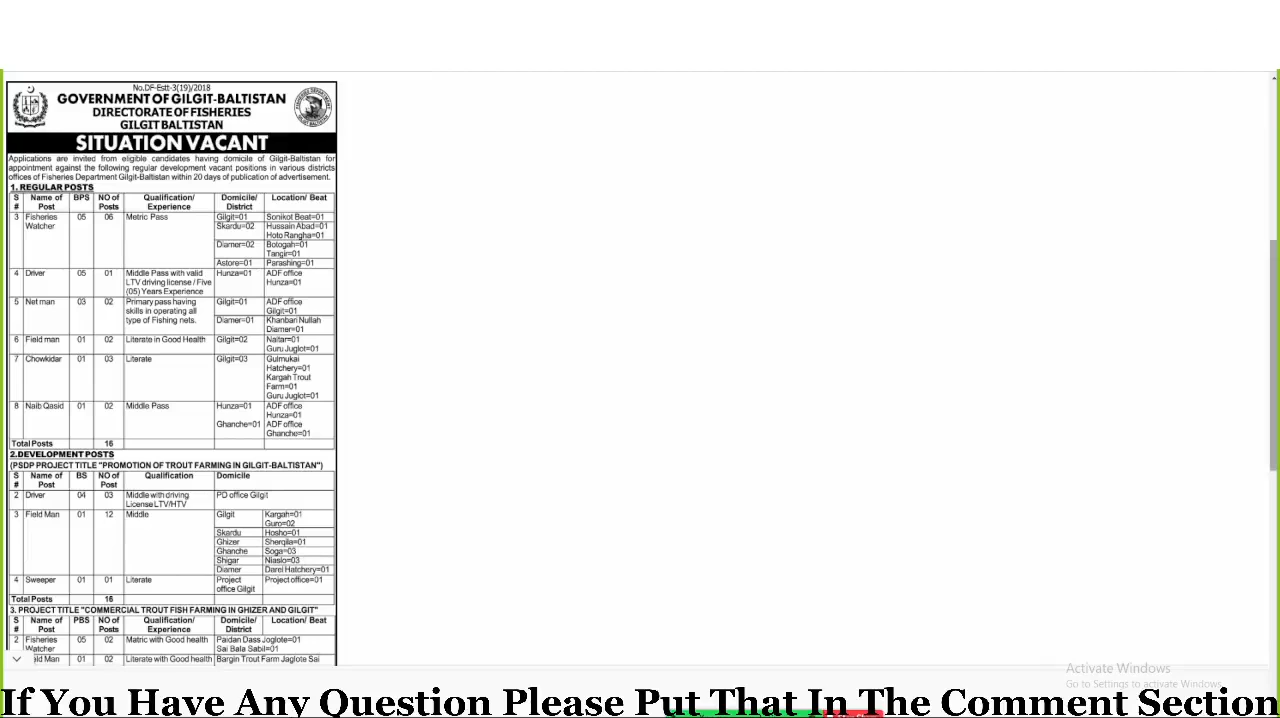 No.DF-Estt-3(19)/2018
GOVERNMENT OF GILGIT-BALTISTAN
DIRECTORATE OF FISHERIES
GILGIT BALTISTAN
SITUATION VACANT
Applications are invited from eligible candidates having domicile of Gilgit-Baltistan for
appointment against the following regular development vacant positions in various districts
offices of Fisheries Department Gilgit-Baltistan within 20 days of publication of advertisement.
1. REGULAR POSTS
S # Name of Post BPS NO of Posts Qualification/ Experience Domicile/ District Location/ Beat
3 Fisheries Watcher 05 06 Metric Pass Gilgit=01 Sonikot Beat=01
Skardu=02 Hussain Abad=01
Hoto Rangha=01
Diamer=02 Botogah=01
Tangir=01
Astore=01 Parashing=01
4 Driver 05 01 Middle Pass with valid Hunza=01 ADF office
LTV driving license / Five Hunza=01
(05) Years Experience
5 Net man 03 02 Primary pass having Gilgit=01 ADF office
skills in operating all Gilgit=01
type of Fishing nets. Diamer=01 Khanbari Nullah
Diamer=01
6 Field man 01 02 Literate in Good Health Gilgit=02 Naltar=01
Guru Juglot=01
7 Chowkidar 01 03 Literate Gilgit=03 Gulmukai
Hatchery=01
Kargah Trout
Farm=01
Guru Juglot=01
8 Naib Qasid 01 02 Middle Pass Hunza=01 ADF office
Hunza=01
Ghanche=01 ADF office
Ghanche=01
Total Posts 16
2.DEVELOPMENT POSTS
(PSDP PROJECT TITLE "PROMOTION OF TROUT FARMING IN GILGIT-BALTISTAN")
S # Name of Post BS NO of Post Qualification Domicile
2 Driver 04 03 Middle with driving PD office Gilgit
License LTV/HTV
3 Field Man 01 12 Middle Gilgit Kargah=01
Guro=02
Skardu Hosho=01
Ghizer Sherqila=01
Ghanche Soga=03
Shigar Niaslo=03
Diamer Darel Hatchery=01
4 Sweeper 01 01 Literate Project Project office=01
office Gilgit
Total Posts 16
3. PROJECT TITLE "COMMERCIAL TROUT FISH FARMING IN GHIZER AND GILGIT"
S # Name of Post PBS NO of Posts Qualification/ Experience Domicile/ District Location/ Beat
2 Fisheries 05 02 Matric with Good health Paidan Dass Joglote=01
Watcher Sai Bala Sabil=01
eld Man 01 02 Literate with Good health Bargin Trout Farm Jaglote Sai
Activate Windows
Go to Settings to activate Windows.
If You Have Any Question Please Put That In The Comment Section